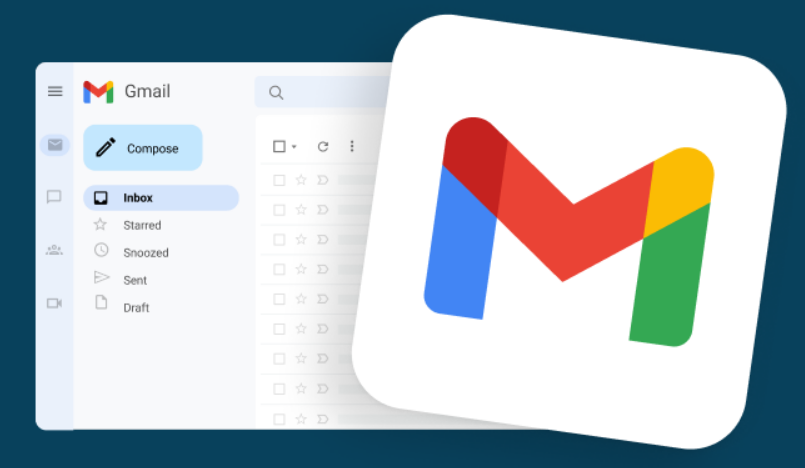 Gmail
Compose
Inbox
Starred
Snoozed
Sent
Draft